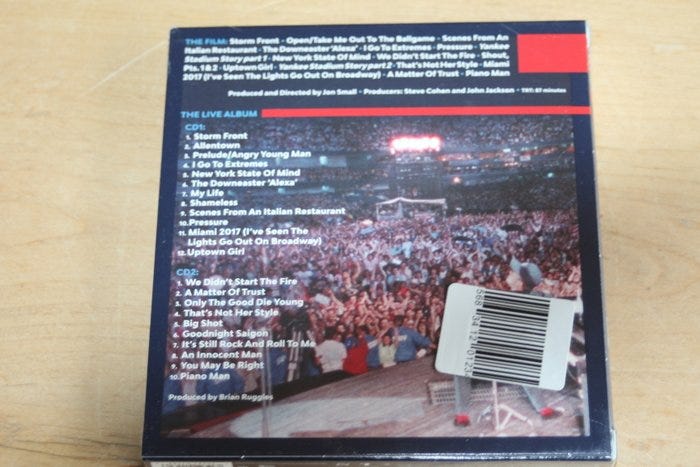 THE FILM: Storm Front - Open/Take Me Out To The Ballgame - Scenes From An
Italian Restaurant - The Downeaster 'Alexa' - I Go To Extremes - Pressure - Yankee
Stadium Story part 1 - New York State Of Mind - We Didn't Start The Fire - Shout,
Pts. 1 & 2 - Uptown Girl - Yankee Stadium Story part 2 - That's Not Her Style - Miami
2017 (I've Seen The Lights Go Out On Broadway) - A Matter Of Trust - Piano Man
Produced and Directed by Jon Small - Producers: Steve Cohen and John Jackson - TRT: 87 minutes
THE LIVE ALBUM
CD1:
1. Storm Front
2. Allentown
3. Prelude/Angry Young Man
4. I Go To Extremes
5. New York State Of Mind
6. The Downeaster 'Alexa'
7. My Life
8. Shameless
9. Scenes From An Italian Restaurant
10. Pressure
11. Miami 2017 (I've Seen The
Lights Go Out On Broadway)
12. Uptown Girl
CD2:
1. We Didn't Start The Fire
2. A Matter Of Trust
3. Only The Good Die Young
4. That's Not Her Style
5. Big Shot
6. Goodnight Saigon
7. It's Still Rock And Roll To Me
8. An Innocent Man
9. You May Be Right
10. Piano Man
Produced by Brian Ruggles